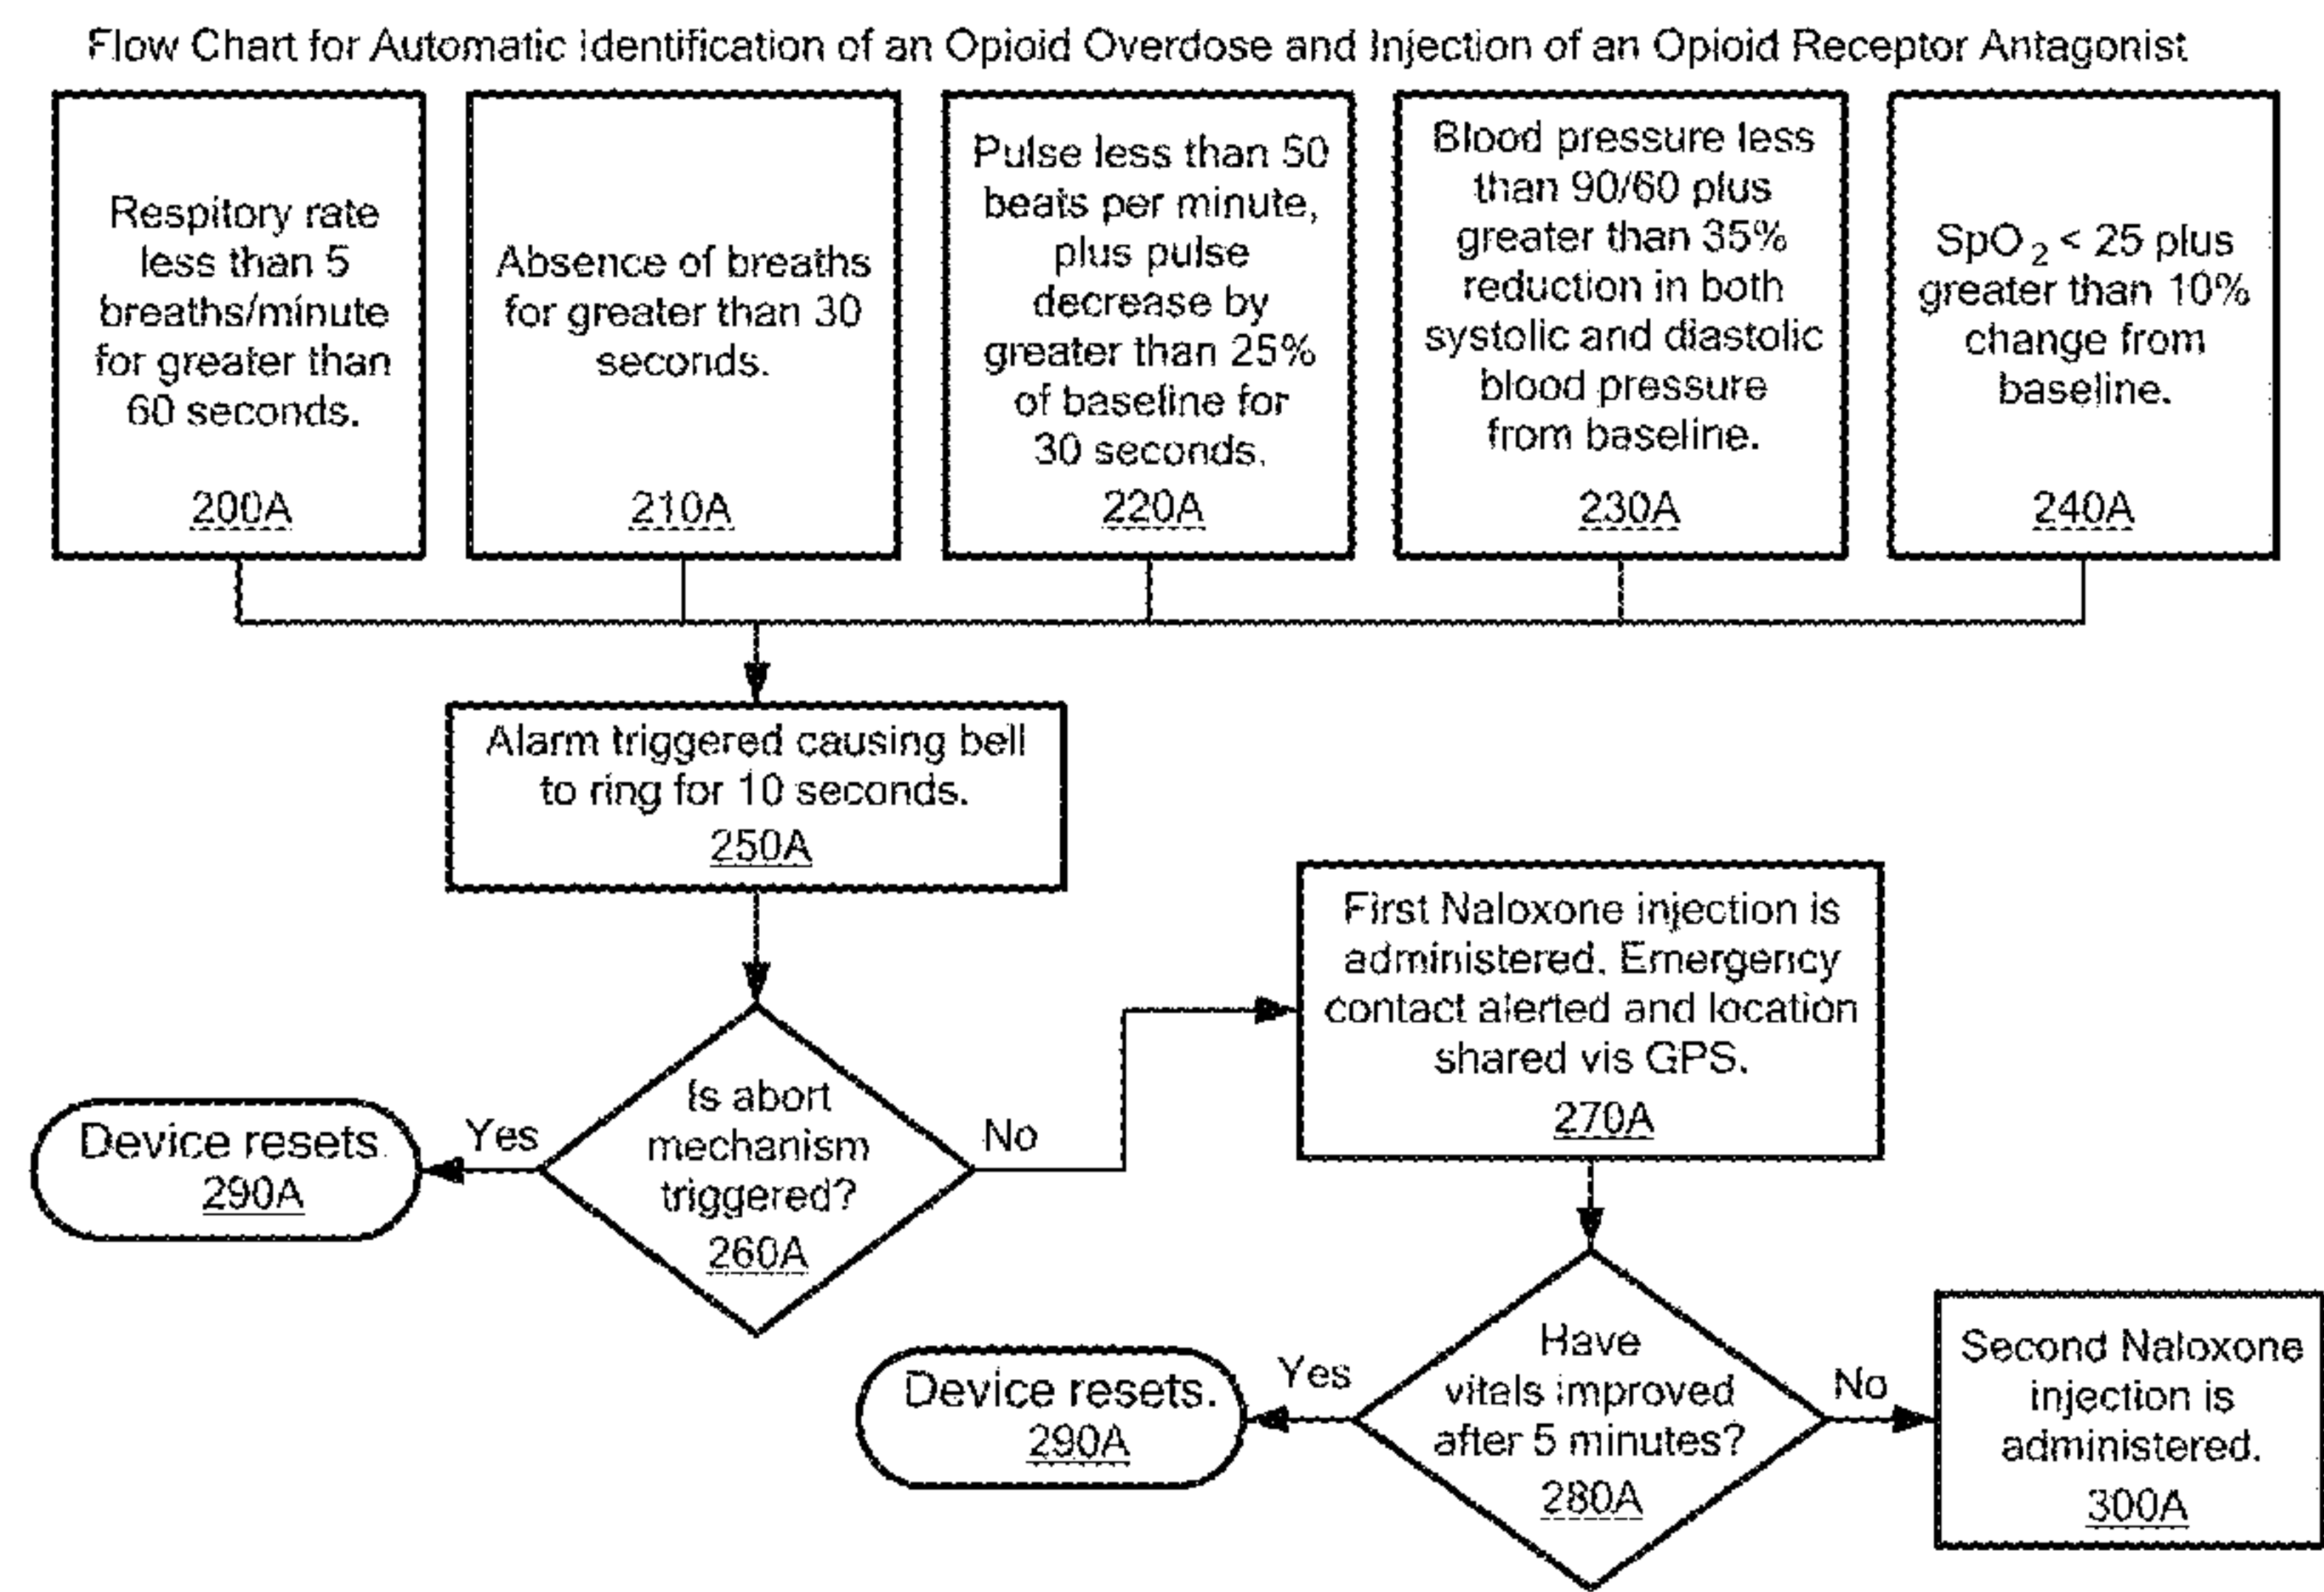 Flow Chart for Automatic Identification of an Opioid Overdose and Injection of an Opioid Receptor Antagonist
Respitory rate
less than 5
breaths/minute
for greater than
60 seconds.
200A
Absence of breaths
for greater than 30
seconds.
210A
Pulse less than 50
beats per minute,
plus pulse
decrease by
greater than 25%
of baseline for
30 seconds.
220A
Blood pressure less
than 90/60 plus
greater than 35%
reduction in both
systolic and diastolic
blood pressure
from baseline.
230A
SpO₂ < 25 plus
greater than 10%
change from
baseline.
240A
Alarm triggered causing bell
to ring for 10 seconds.
250A
Is abort
mechanism
triggered?
260A
Yes
Device resets.
290A
No
First Naloxone injection is
administered. Emergency
contact alerted and location
shared vis GPS.
270A
Have
vitals improved
after 5 minutes?
280A
Yes
Device resets.
290A
No
Second Naloxone
injection is
administered.
300A